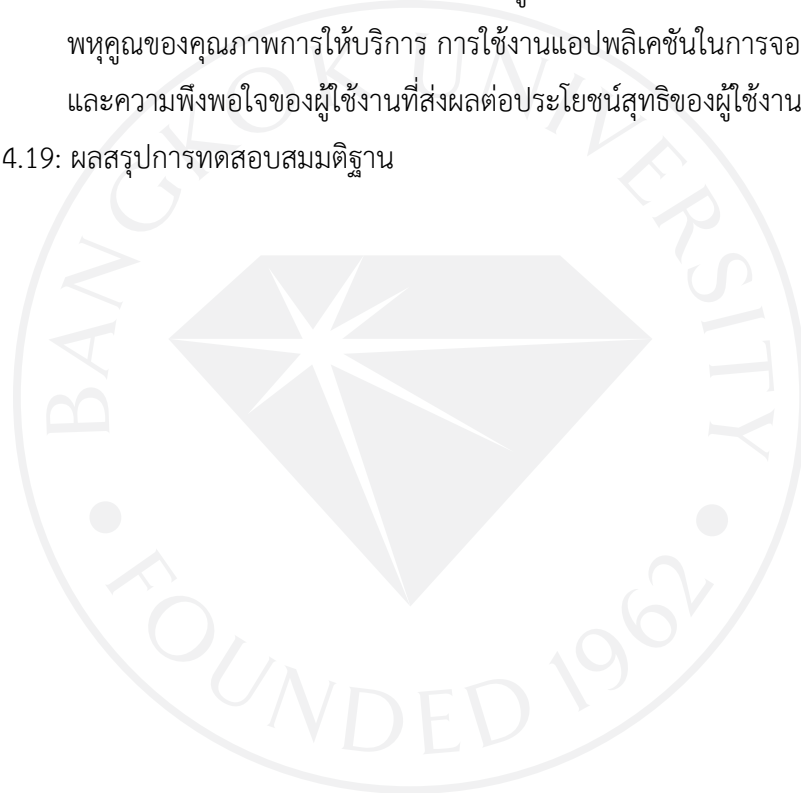 พหุคูณของคุณภาพการให้บริการ การใช้งานแอปพลิเคชันในการจอ
และความพึงพอใจของผู้ใช้งานที่ส่งผลต่อประโยชน์สุทธิของผู้ใช้งาน
4.19: ผลสรุปการทดสอบสมมติฐาน
BANGKOK UNIVERSITY
• FOUNDED 1962 •